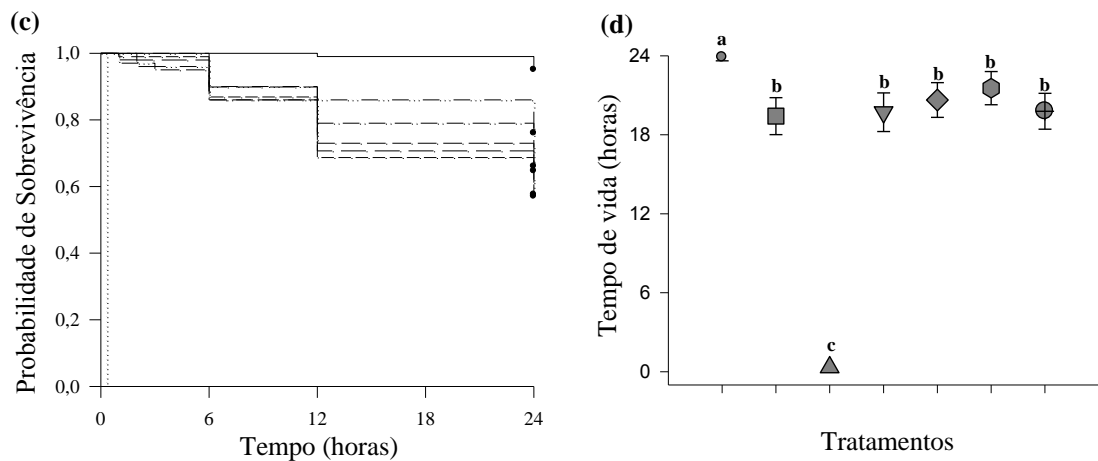 (c)
Probabilidade de Sobrevivência
1,0
0,8
0,6
0,4
0,2
0,0
0
6
12
18
24
Tempo (horas)
(d)
Tempo de vida (horas)
24
18
12
6
0
a
b
c
b
b
b
b
Tratamentos